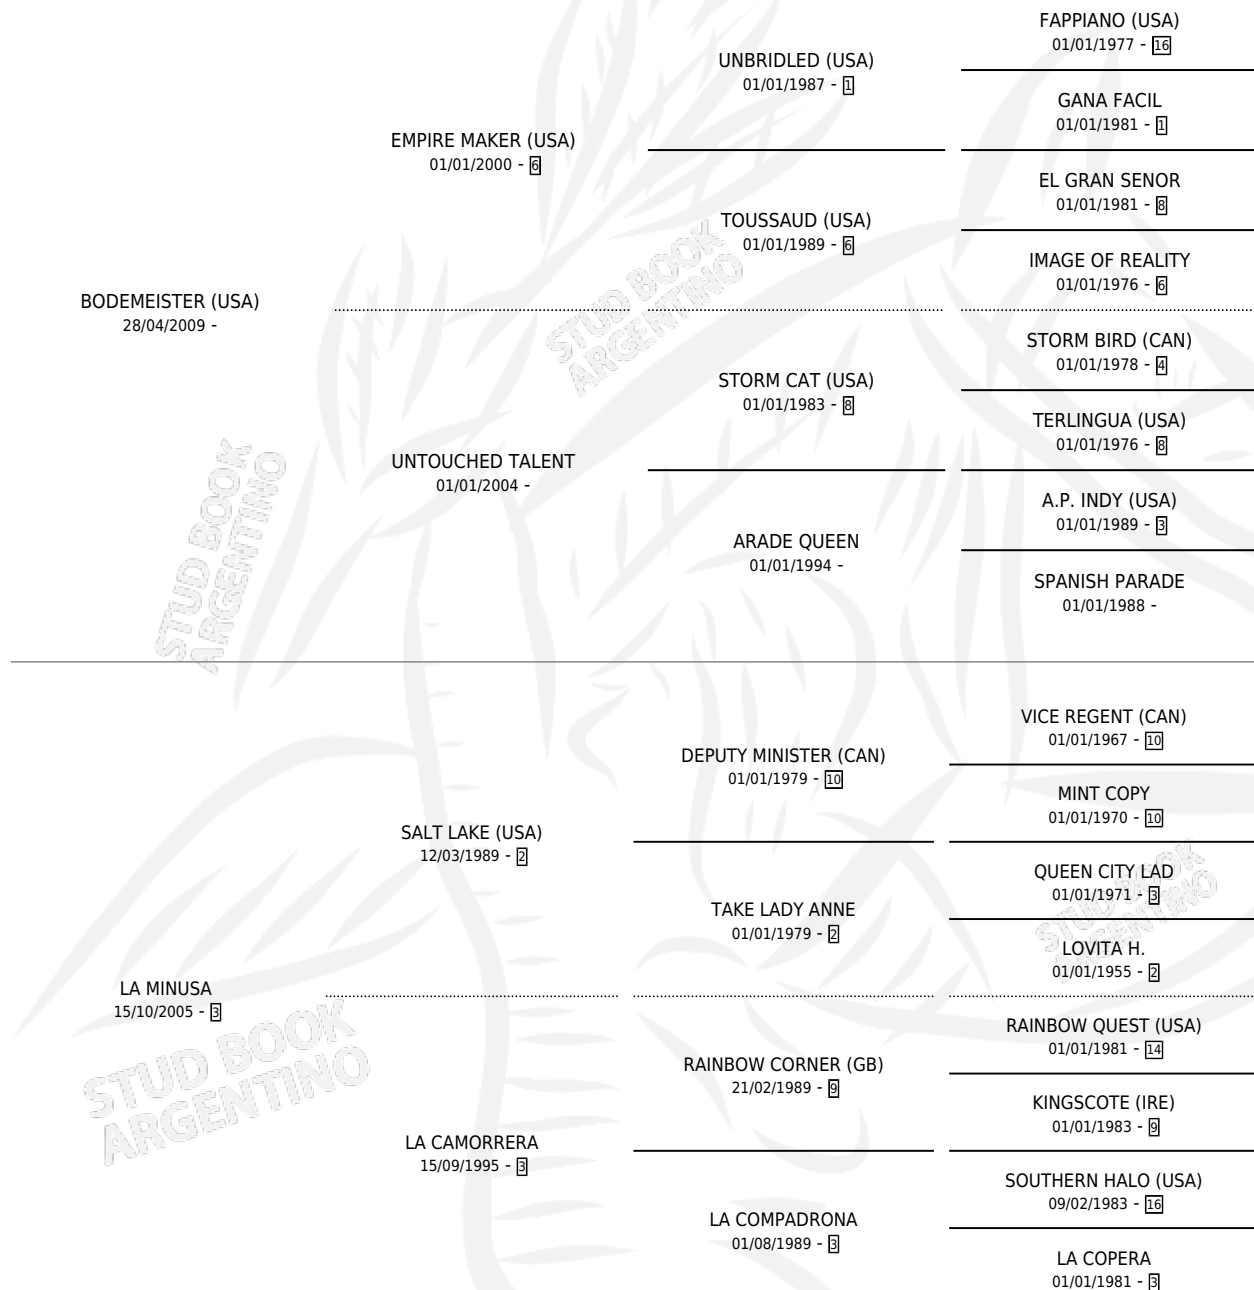 FAPPIANO (USA)
01/01/1977 - 16
UNBRIDLED (USA)
01/01/1987 - 1
GANA FACIL
01/01/1981 - 1
EMPIRE MAKER (USA)
01/01/2000 - 6
EL GRAN SENOR
01/01/1981 - 8
TOUSSAUD (USA)
01/01/1989 - 6
IMAGE OF REALITY
01/01/1976 - 6
BODEMEISTER (USA)
28/04/2009 -
STORM BIRD (CAN)
01/01/1978 - 4
STORM CAT (USA)
01/01/1983 - 8
TERLINGUA (USA)
01/01/1976 - 8
UNTOUCHED TALENT
01/01/2004 -
A.P. INDY (USA)
01/01/1989 - 3
ARADE QUEEN
01/01/1994 -
SPANISH PARADE
01/01/1988 -
STUD BOOK
ARGENTINO
STUD BOOK
ARGENTINO
VICE REGENT (CAN)
01/01/1967 - 10
DEPUTY MINISTER (CAN)
01/01/1979 - 10
MINT COPY
01/01/1970 - 10
SALT LAKE (USA)
12/03/1989 - 2
QUEEN CITY LAD
01/01/1971 - 3
TAKE LADY ANNE
01/01/1979 - 2
LOVITA H.
01/01/1955 - 2
STUD BOOK
ARGENTINO
LA MINUSA
15/10/2005 - 3
RAINBOW QUEST (USA)
01/01/1981 - 14
RAINBOW CORNER (GB)
21/02/1989 - 9
KINGSCOTE (IRE)
01/01/1983 - 9
STUD BOOK
ARGENTINO
LA CAMORRERA
15/09/1995 - 3
SOUTHERN HALO (USA)
09/02/1983 - 16
LA COMPADRONA
01/08/1989 - 3
LA COPERA
01/01/1981 - 3